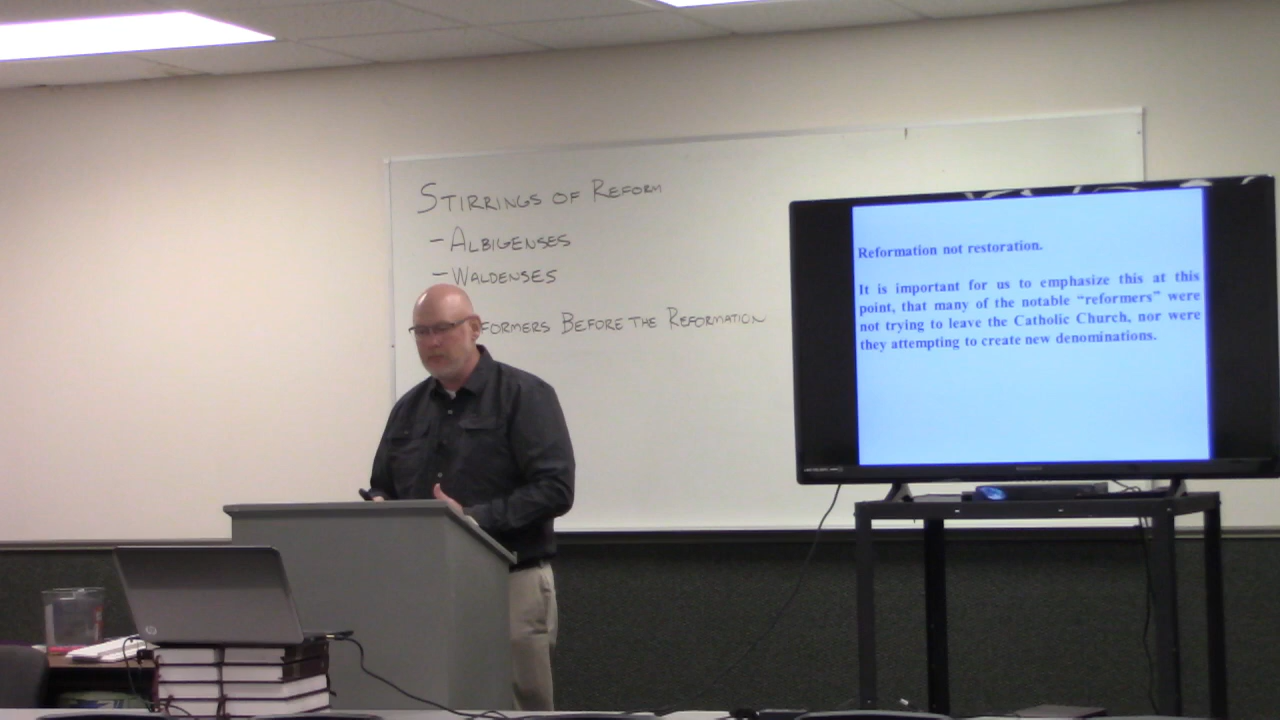 STIRRINGS OF REFORM
- ALBIGENSES
- WALDENSES
FORMERS BEFORE THE REFORMATION
Reformation not restoration.
It is important for us to emphasize this at this
point, that many of the notable “reformers” were
not trying to leave the Catholic Church, nor were
they attempting to create new denominations.
hp